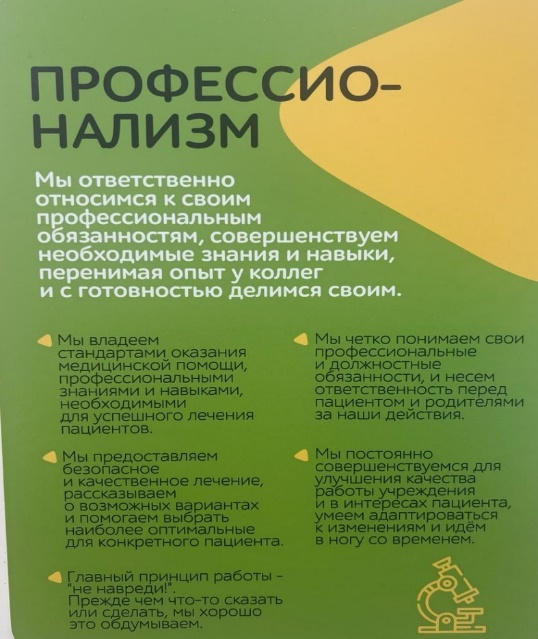 ПРОФЕССИО-
НАЛИЗМ
Мы ответственно
относимся к своим
профессиональным
обязанностям, совершенствуем
необходимые знания и навыки,
перенимая опыт у коллег
и с готовностью делимся своим.
Мы владеем
стандартами оказания
медицинской помощи,
профессиональными
знаниями и навыками,
необходимыми
для успешного лечения
пациентов.
Мы предоставляем
безопасное
и качественное лечение,
рассказываем
о возможных вариантах
и помогаем выбрать
наиболее оптимальные
для конкретного пациента.
Главный принцип работы -
"не навреди!".
Прежде чем что-то сказать
или сделать, мы хорошо
это обдумываем.
Мы четко понимаем свои
профессиональные
и должностные
обязанности, и несем
ответственность перед
пациентом и родителями
за наши действия.
Мы постоянно
совершенствуемся для
улучшения качества
работы учреждения
и в интересах пациента,
умеем адаптироваться
к изменениям и идём
в ногу со временем.